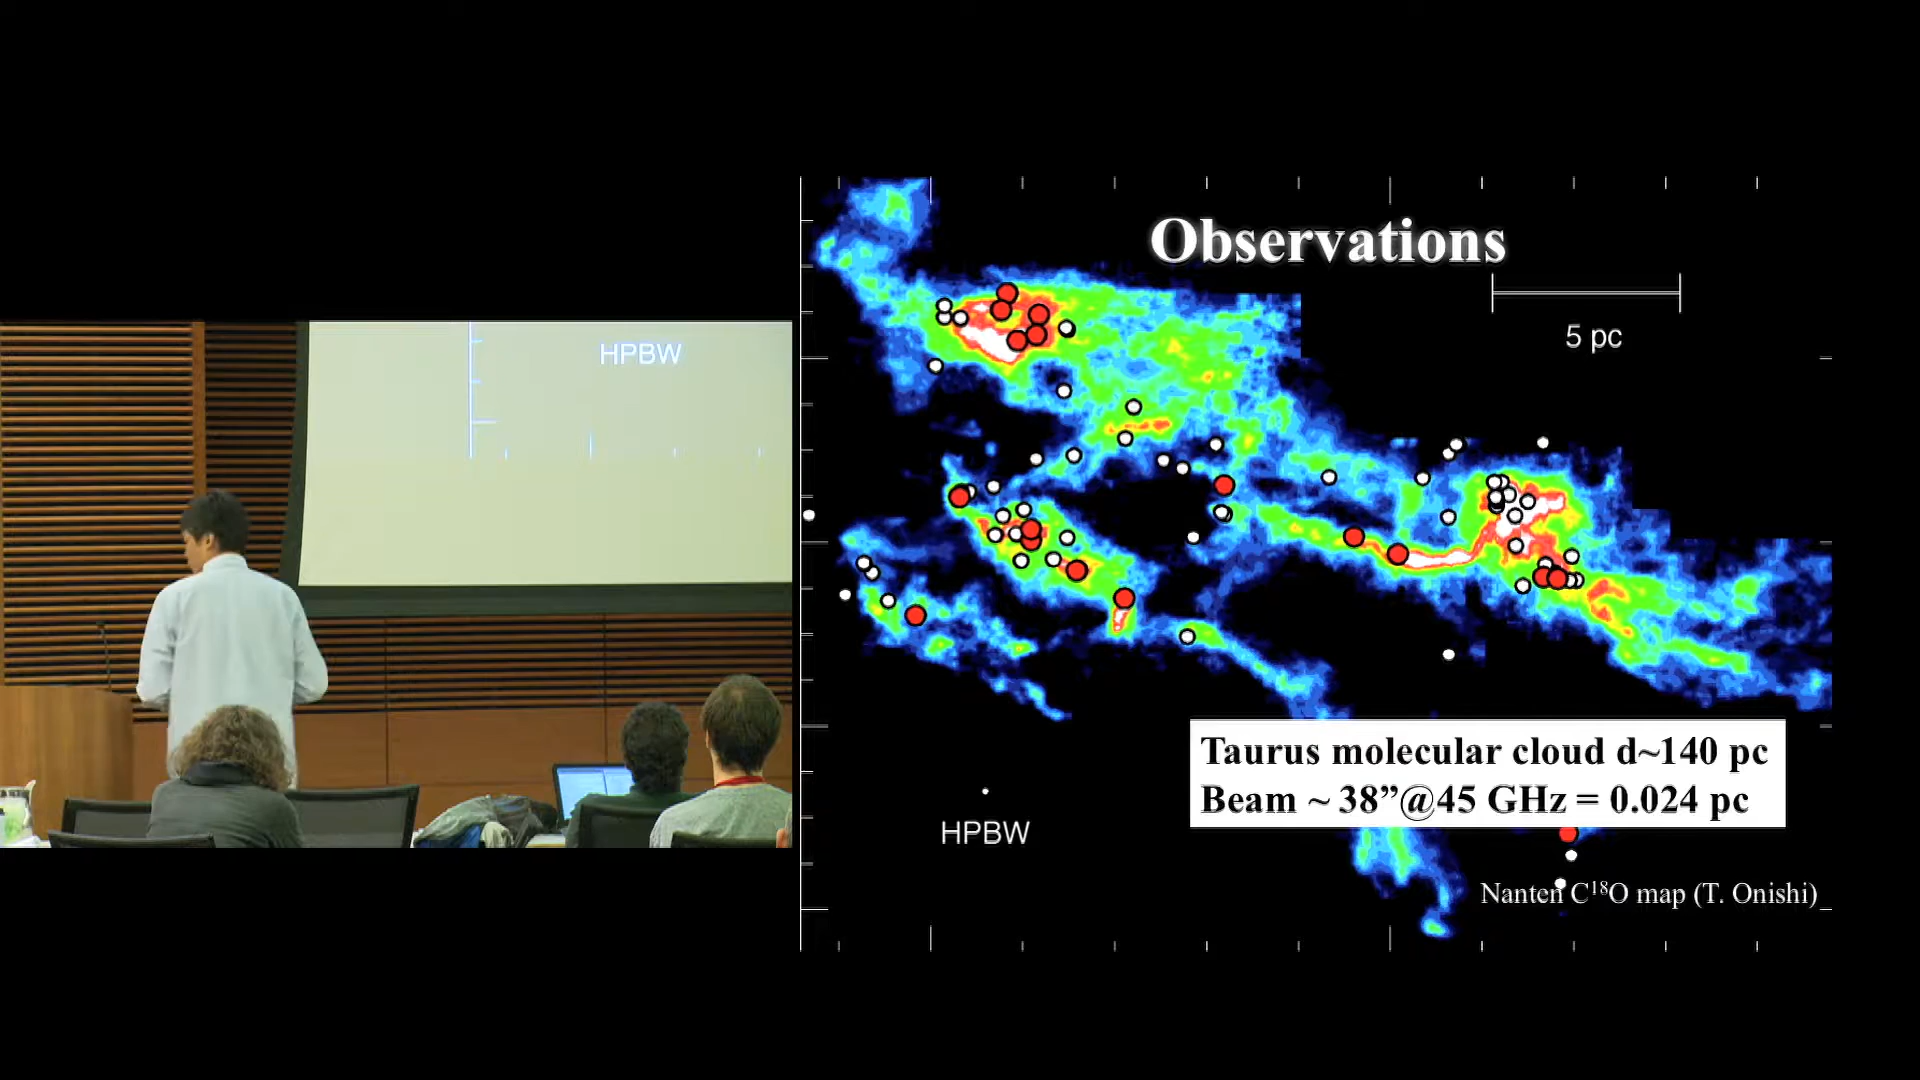 HPBW
Observations
5 pc
Taurus molecular cloud d~140 pc
Beam ~ 38”@45 GHz = 0.024 pc
HPBW
Nanten C¹⁸O map (T. Onishi)